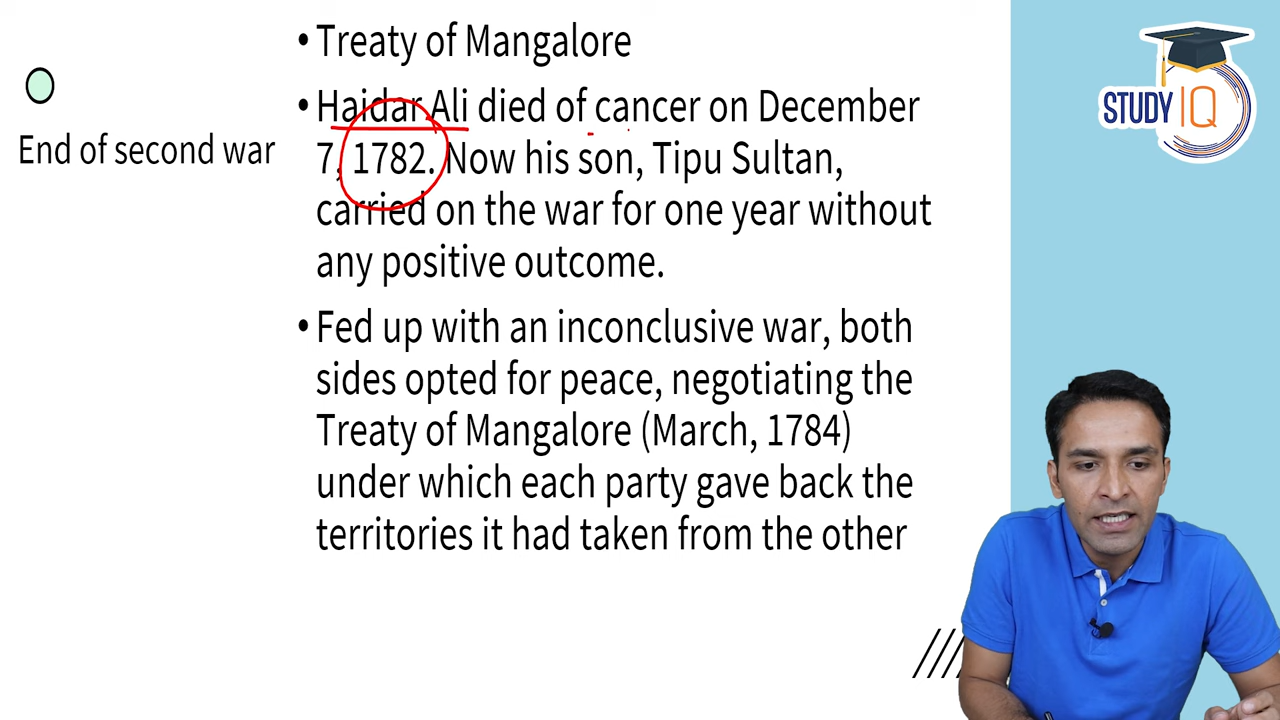 • Treaty of Mangalore
• Haidar Ali died of cancer on December
7, 1782. Now his son, Tipu Sultan,
carried on the war for one year without
any positive outcome.
• Fed up with an inconclusive war, both
sides opted for peace, negotiating the
Treaty of Mangalore (March, 1784)
under which each party gave back the
territories it had taken from the other
End of second war
STUDY IQ